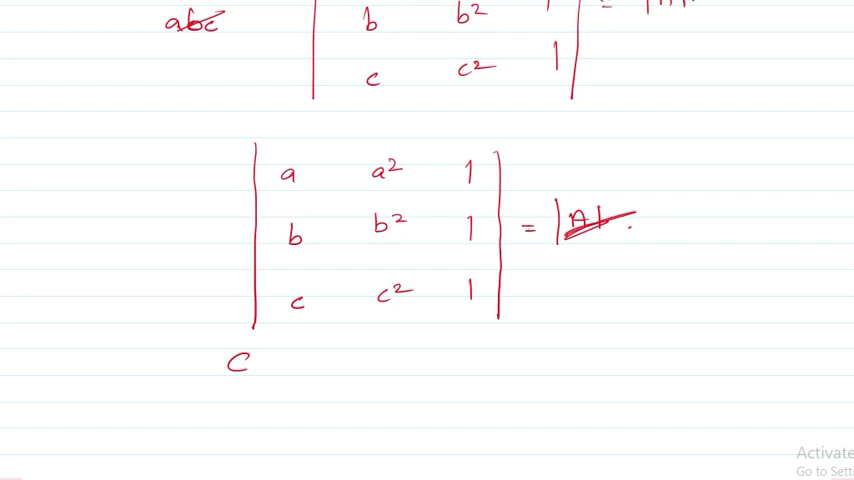 abc | b b² 1 | =
c c² 1
| a a² 1 |
| b b² 1 | = |A|.
| c c² 1 |
C
Activate
Go to Setti